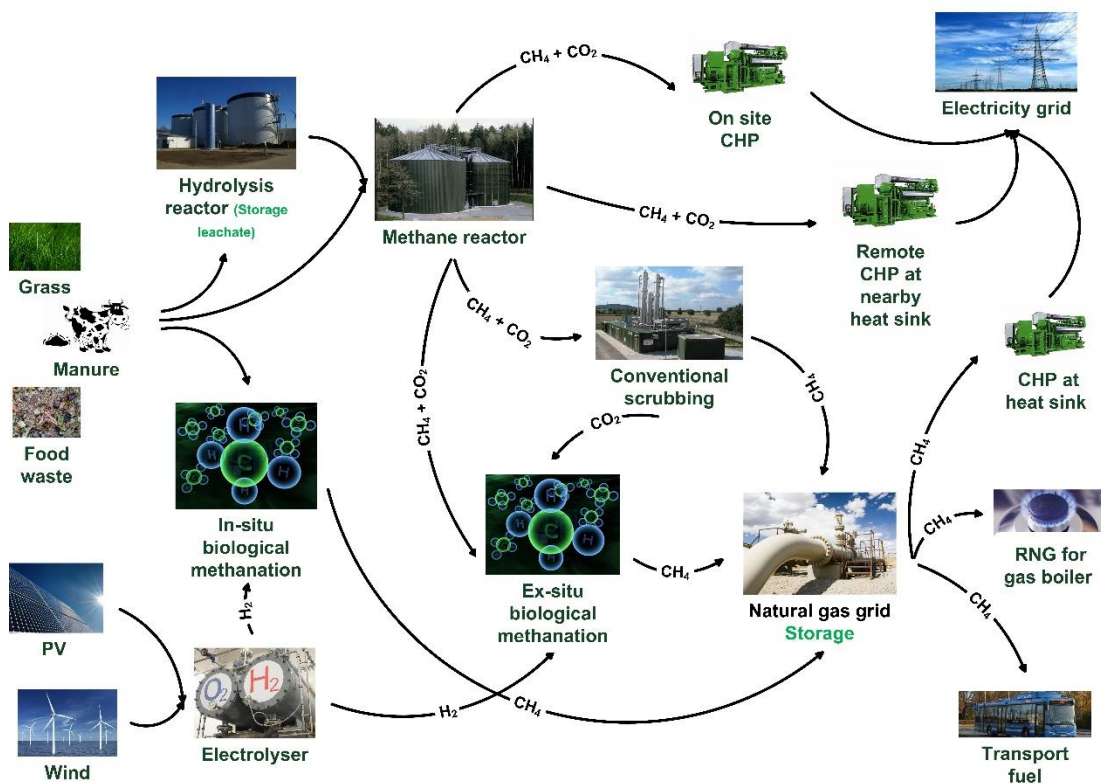 CH₄ + CO₂
On site
CHP
Electricity grid
Hydrolysis
reactor (Storage
leachate)
Methane reactor
CH₄ + CO₂
Remote
CHP at
nearby
heat sink
Grass
Manure
Food
waste
CH₄ + CO₂
CH₄ + CO₂
Conventional
scrubbing
CH₄
CO₂
CHP at
heat sink
CH₄
H
C
H
H
In-situ
biological
methanation
H
C
H
H
Ex-situ
biological
methanation
CH₄
Natural gas grid
Storage
CH₄
RNG for
gas boiler
CH₄
PV
H₂
O₂
H₂
Electrolyser
H₂
CH₄
Wind
Transport
fuel